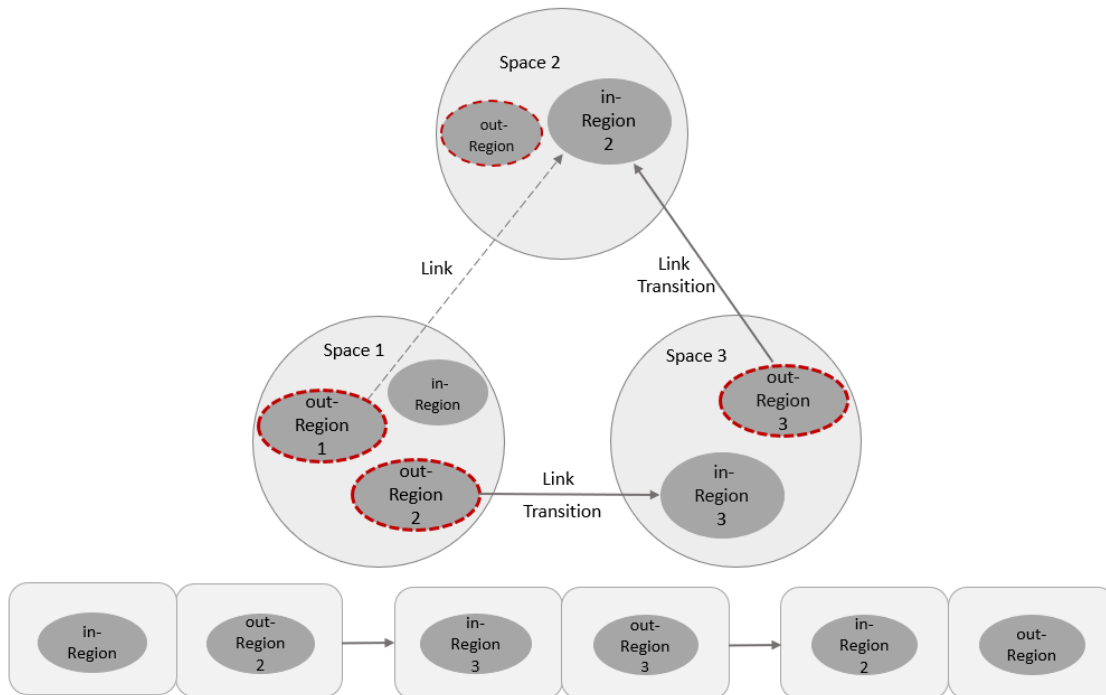 Space 2
out-
Region
in-
Region
2
Link
Link
Transition
Space 1
out-
Region
1
in-
Region
out-
Region
2
Link
Transition
Space 3
out-
Region
3
in-
Region
3
in-
Region
out-
Region
2
in-
Region
3
out-
Region
3
in-
Region
2
out-
Region